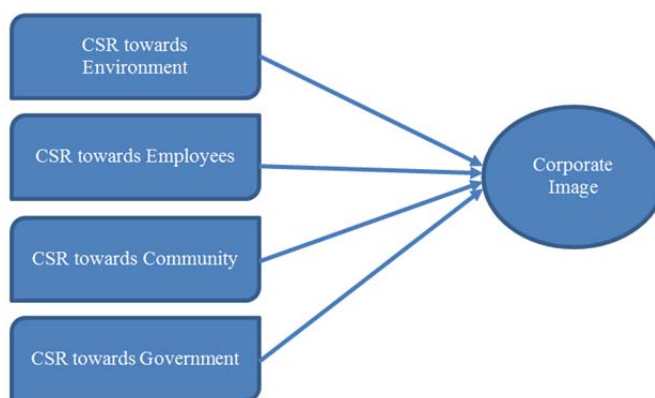 CSR towards
Environment
CSR towards Employees
CSR towards Community
CSR towards Government
Corporate
Image